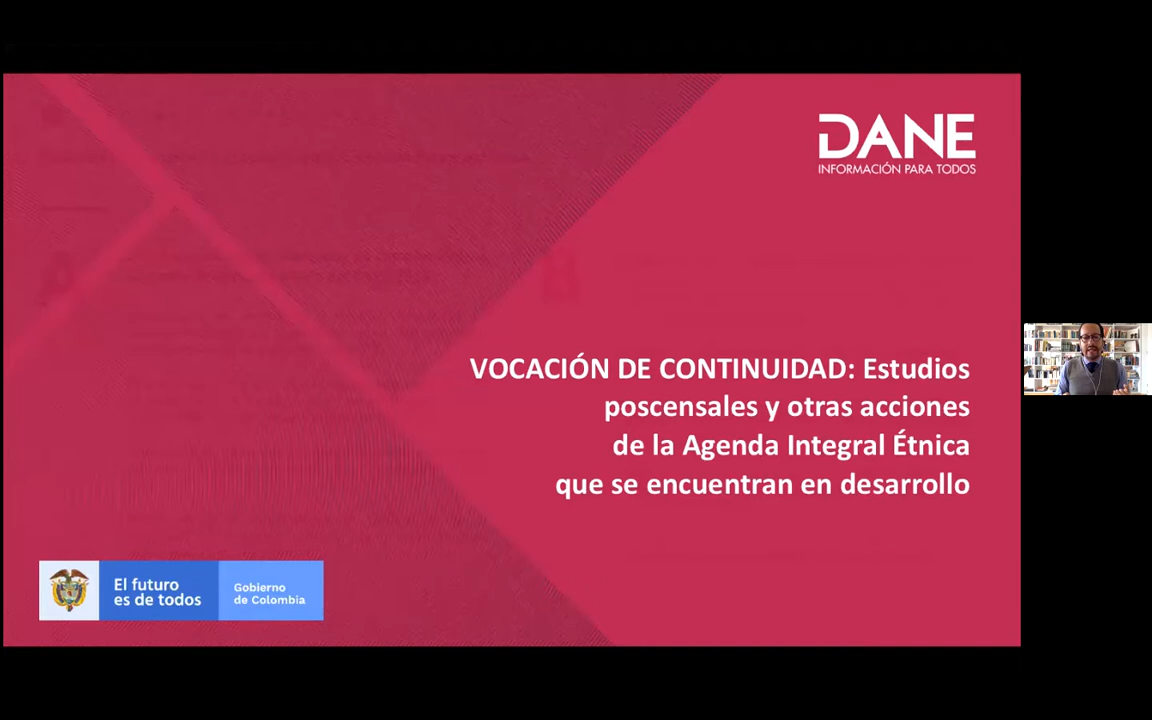 DANE
INFORMACIÓN PARA TODOS
VOCACIÓN DE CONTINUIDAD: Estudios
poscensales y otras acciones
de la Agenda Integral Étnica
que se encuentran en desarrollo
El futuro
es de todos
Gobierno
de Colombia